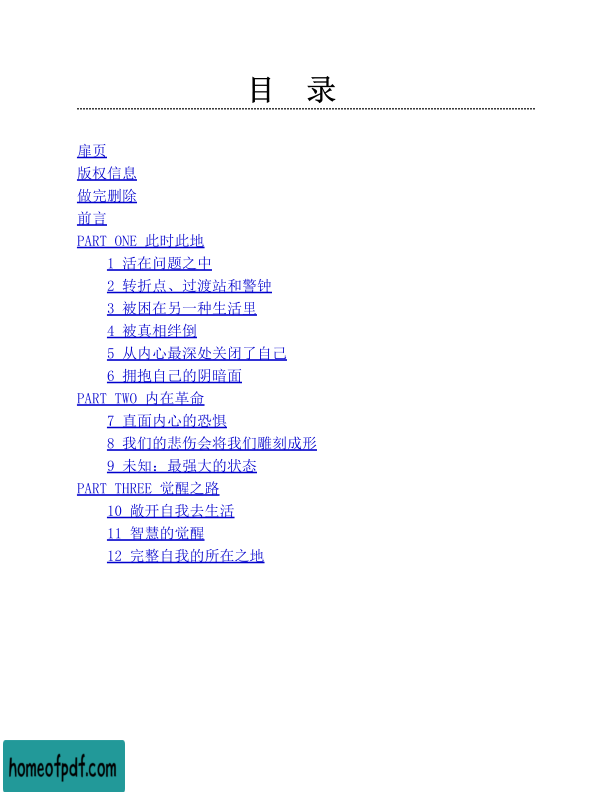 目 录
扉页
版权信息
做完删除
前言
PART ONE 此时此地
1 活在问题之中
2 转折点、过渡站和警钟
3 被困在另一种生活里
4 被真相绊倒
5 从内心最深处关闭了自己
6 拥抱自己的阴暗面
PART TWO 内在革命
7 直面内心的恐惧
8 我们的悲伤会将我们雕刻成形
9 未知：最强大的状态
PART THREE 觉醒之路
10 敞开自我去生活
11 智慧的觉醒
12 完整自我的所在之地
homeofpdf.com